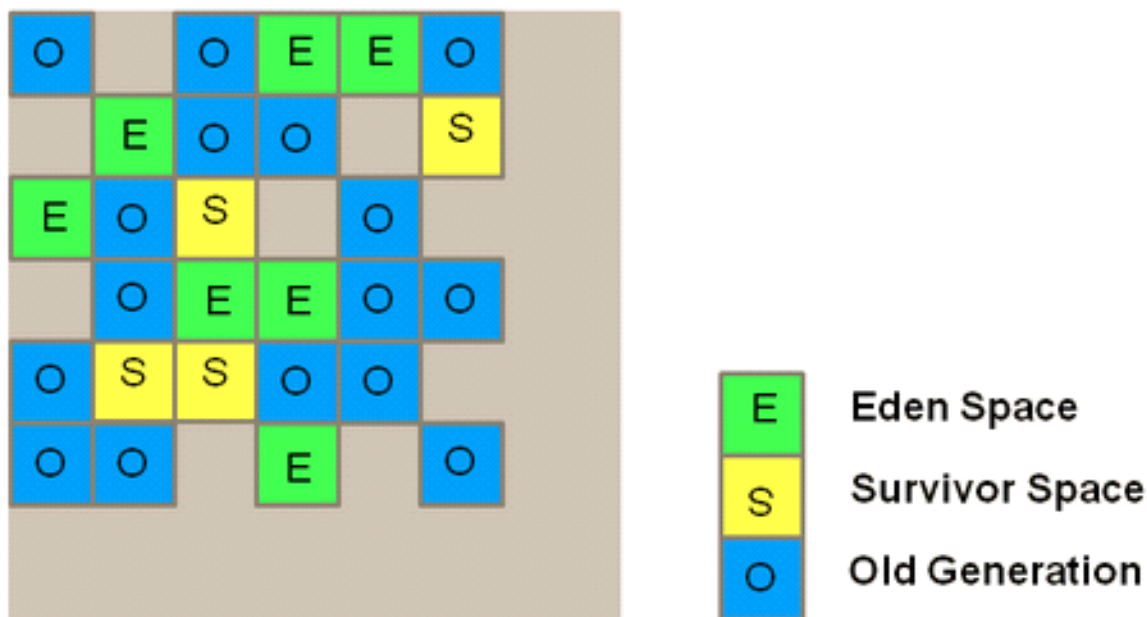 O O E E O
E O O S
E O S O
O E E O O
O S S O O
O O E O
E Eden Space
S Survivor Space
O Old Generation